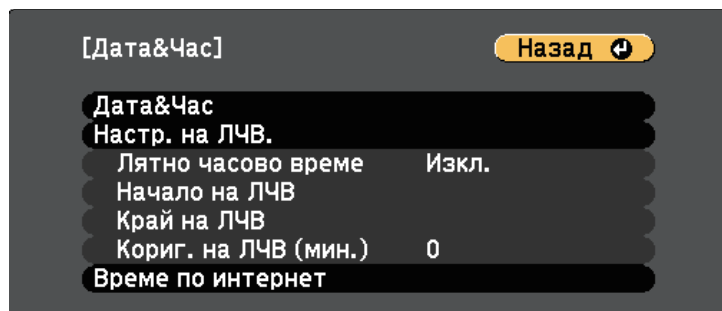 [Дата&Час]
Назад
Дата&Час
Настр. на ЛЧВ.
Лятно часово време Изкл.
Начало на ЛЧВ
Край на ЛЧВ
Кориг. на ЛЧВ (мин.) 0
Време по интернет